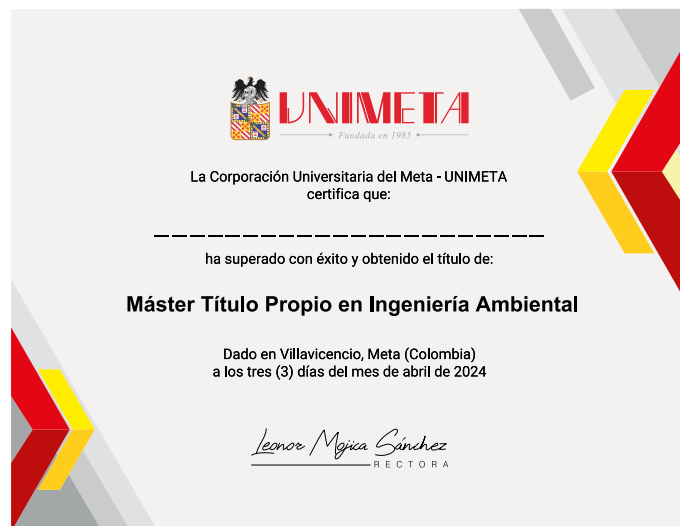 UNIMETA
Fundada en 1985
La Corporación Universitaria del Meta - UNIMETA
certifica que:
ha superado con éxito y obtenido el título de:
Máster Título Propio en Ingeniería Ambiental
Dado en Villavicencio, Meta (Colombia)
a los tres (3) días del mes de abril de 2024
Leonor Mojica Sánchez
RECTORA